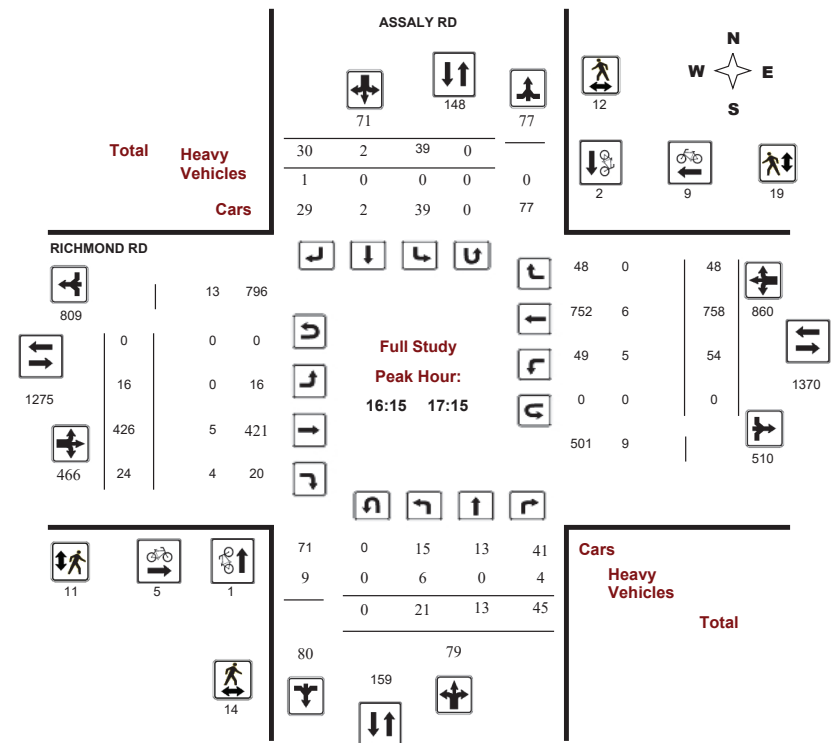 ASSALY RD
N
W E
S
148
12
71 77
Total Heavy Vehicles 30 2 39 0
1 0 0 0 0
Cars 29 2 39 0 77
2 9 19
RICHMOND RD
809 13 796
48 0 48
0 0 0
752 6 758 860
Full Study
1275 16 0 16
49 5 54 1370
Peak Hour:
16:15 17:15
0 0 0
426 5 421
501 9 510
466 24 4 20
71 0 15 13 41 Cars
9 0 6 0 4 Heavy Vehicles
0 21 13 45 Total
11 5 1
80 79
159
14